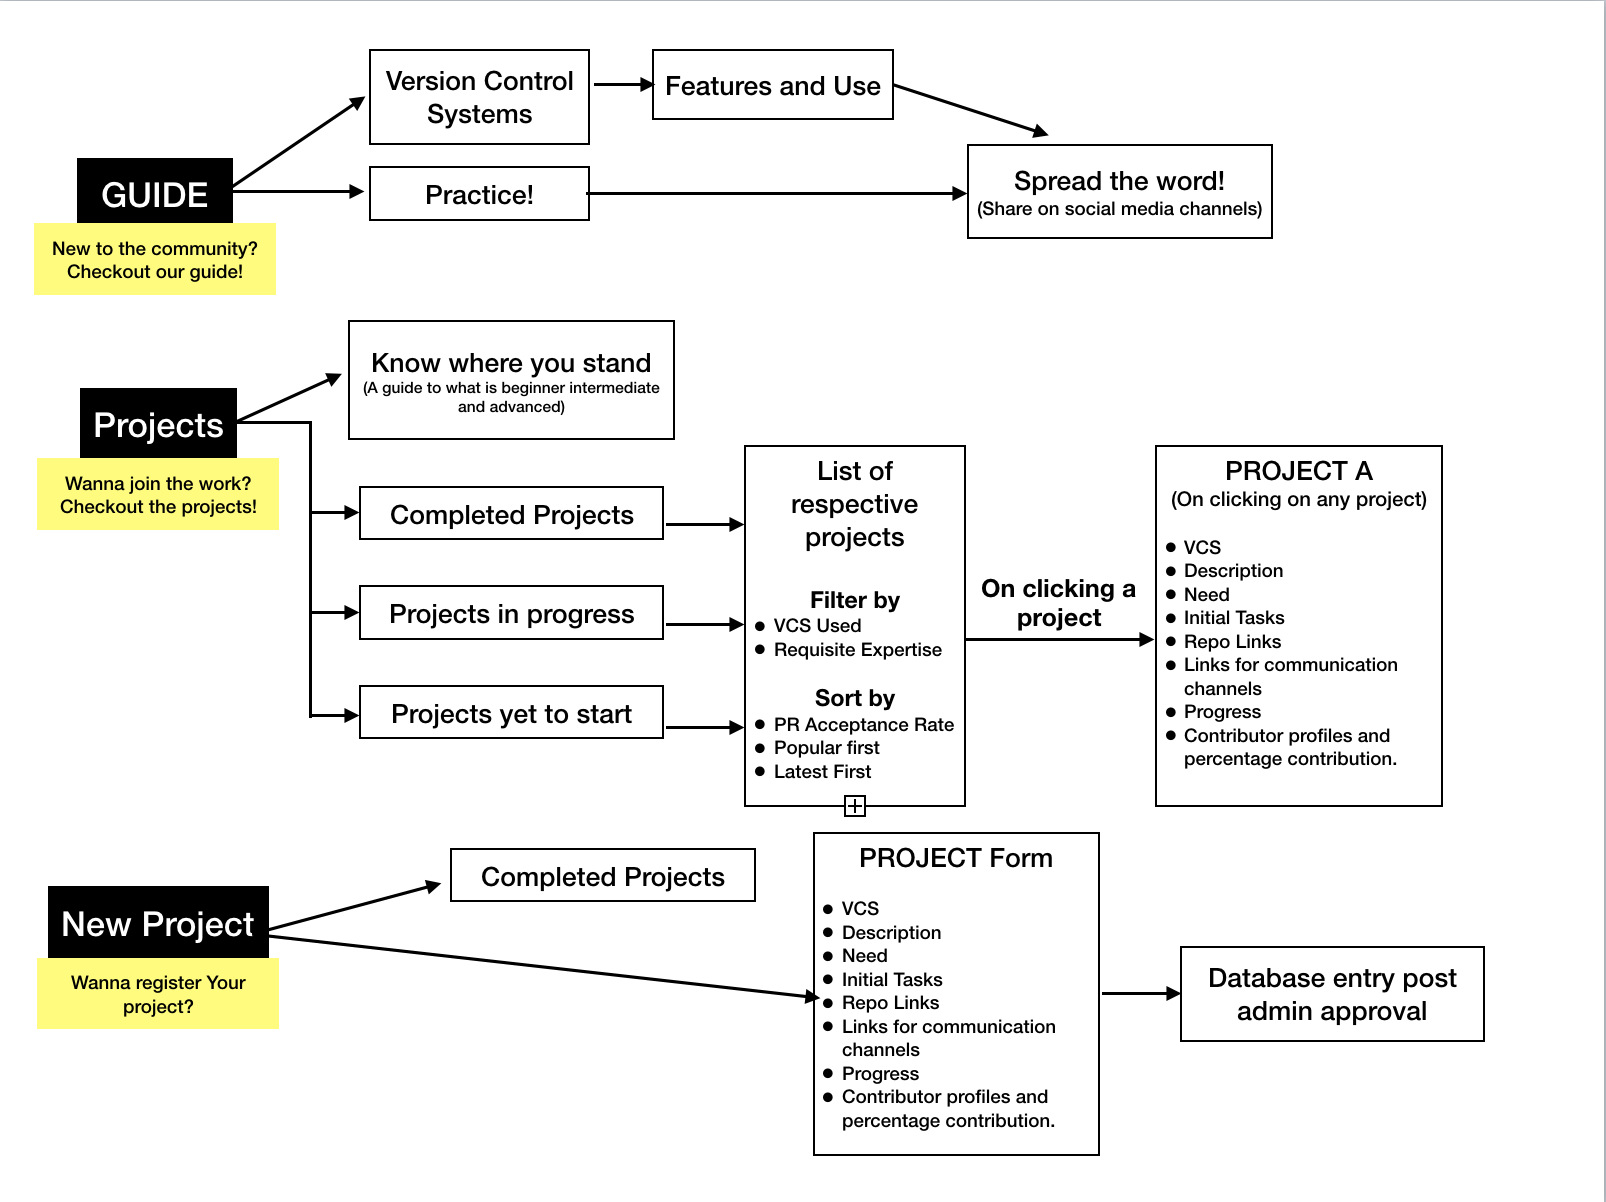 Version Control
Systems
Features and Use
GUIDE
Practice!
Spread the word!
(Share on social media channels)
New to the community?
Checkout our guide!
Know where you stand
(A guide to what is beginner intermediate
and advanced)
Projects
Wanna join the work?
Checkout the projects!
Completed Projects
Projects in progress
Projects yet to start
List of
respective
projects
Filter by
● VCS Used
● Requisite Expertise
Sort by
● PR Acceptance Rate
● Popular first
● Latest First
On clicking a
project
PROJECT A
(On clicking on any project)
● VCS
● Description
● Need
● Initial Tasks
● Repo Links
● Links for communication
channels
● Progress
● Contributor profiles and
percentage contribution.
New Project
Wanna register Your
project?
Completed Projects
PROJECT Form
● VCS
● Description
● Need
● Initial Tasks
● Repo Links
● Links for communication
channels
● Progress
● Contributor profiles and
percentage contribution.
Database entry post
admin approval